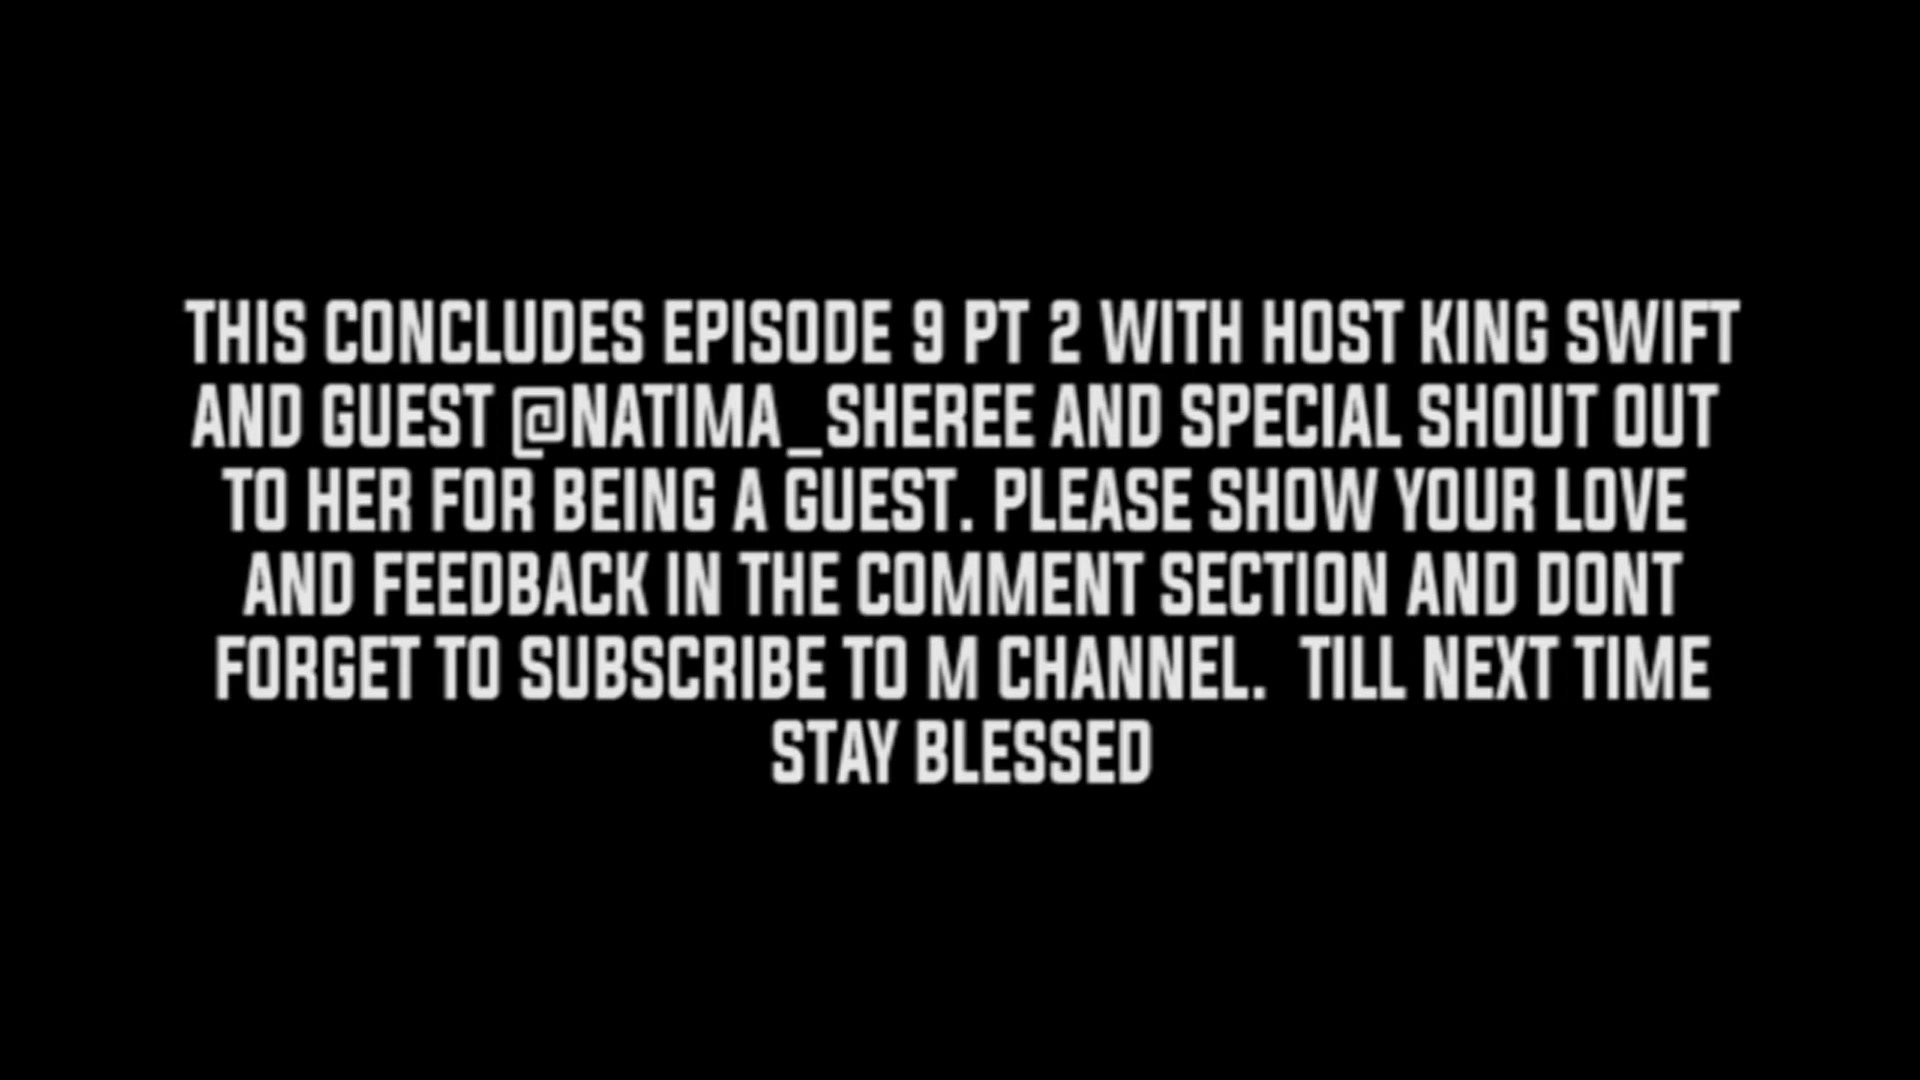 THIS CONCLUDES EPISODE 9 PT 2 WITH HOST KING SWIFT
AND GUEST @NATIMA_SHEREE AND SPECIAL SHOUT OUT
TO HER FOR BEING A GUEST. PLEASE SHOW YOUR LOVE
AND FEEDBACK IN THE COMMENT SECTION AND DONT
FORGET TO SUBSCRIBE TO M CHANNEL.  TILL NEXT TIME
STAY BLESSED